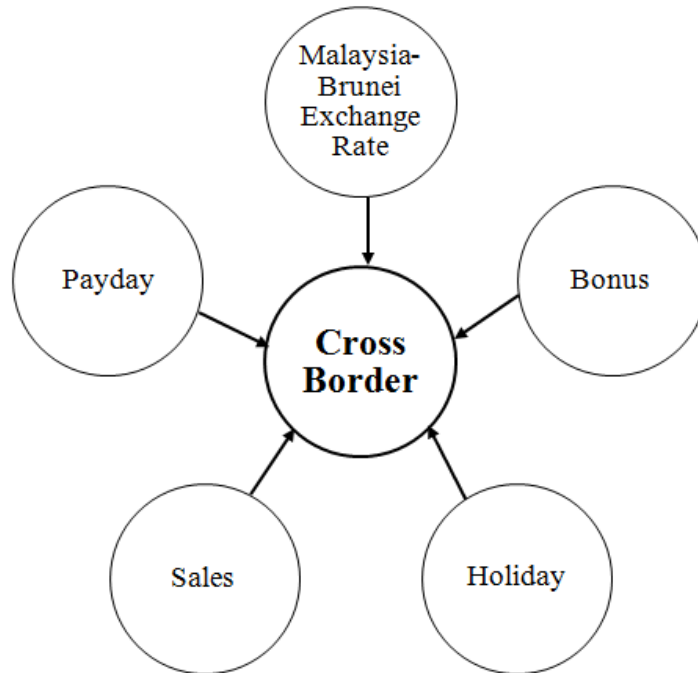 Malaysia-
Brunei
Exchange
Rate
Payday
Bonus
Cross
Border
Sales
Holiday